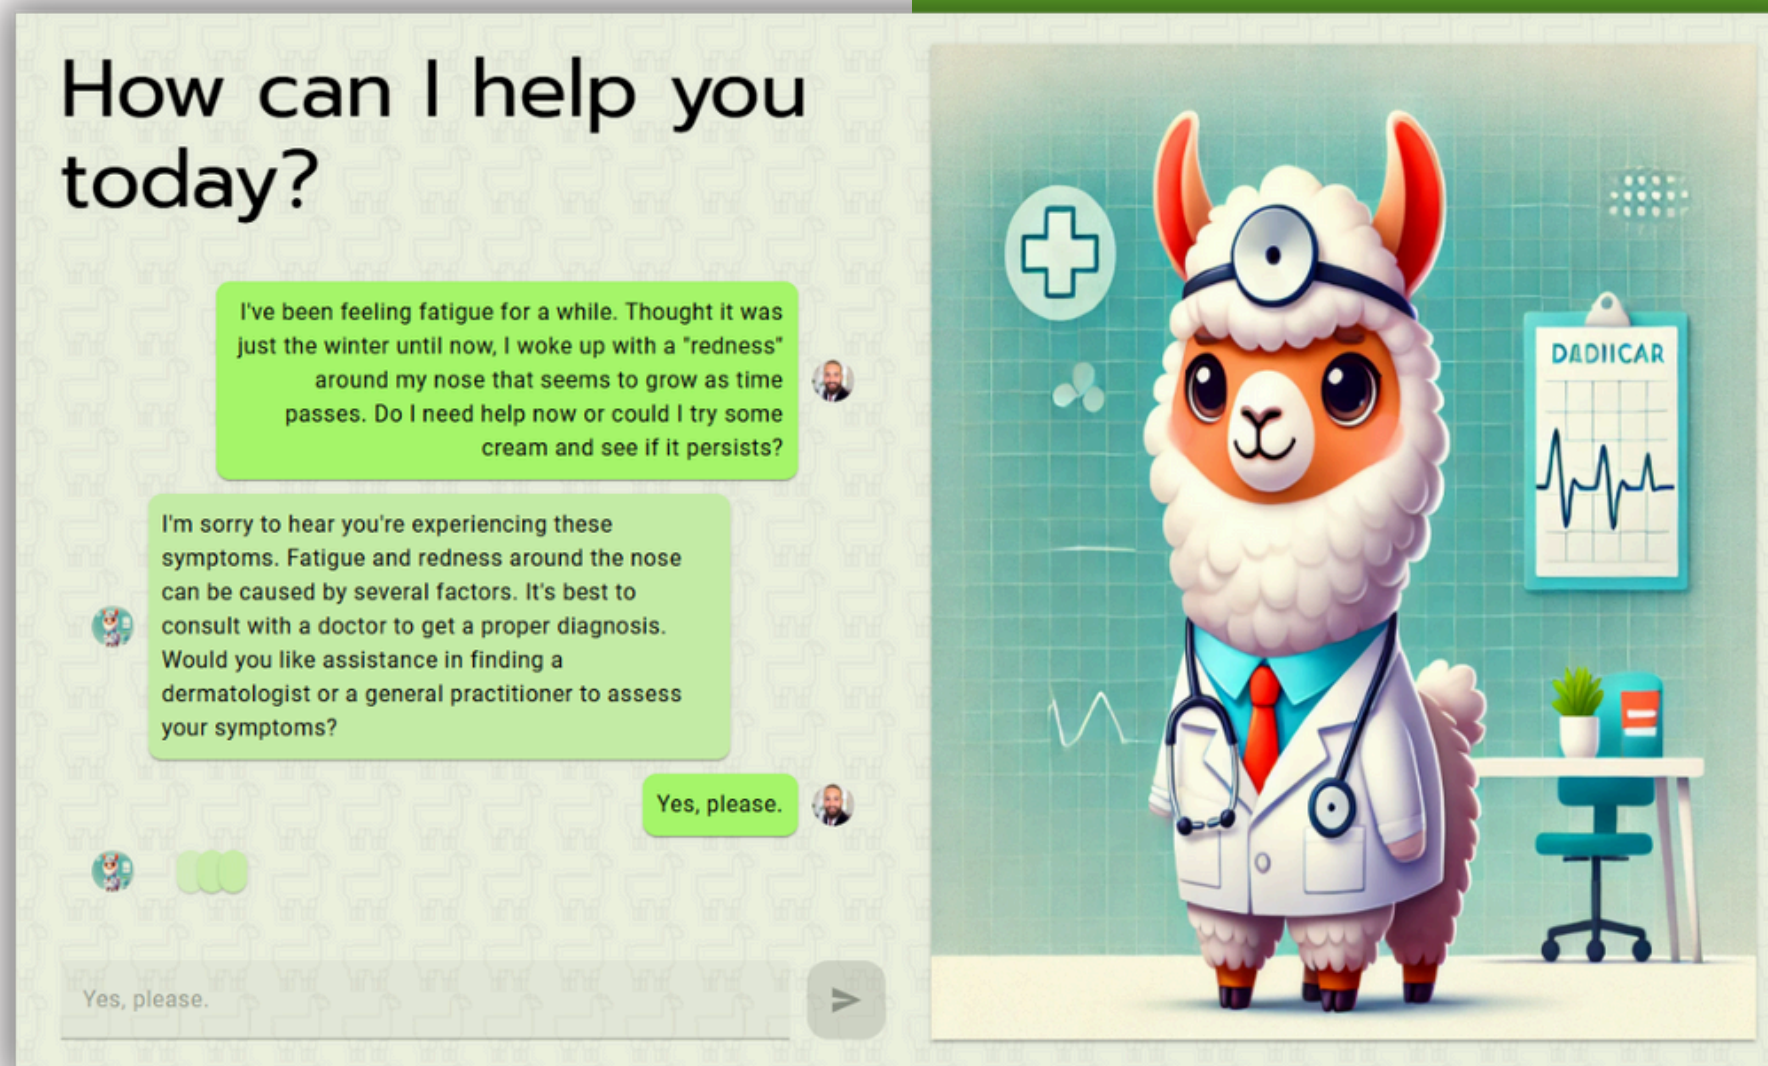 How can I help you
today?
I've been feeling fatigue for a while. Thought it was
just the winter until now, I woke up with a "redness"
around my nose that seems to grow as time
passes. Do I need help now or could I try some
cream and see if it persists?
I'm sorry to hear you're experiencing these
symptoms. Fatigue and redness around the nose
can be caused by several factors. It's best to
consult with a doctor to get a proper diagnosis.
Would you like assistance in finding a
dermatologist or a general practitioner to assess
your symptoms?
Yes, please.
Yes, please.
DADIICAR